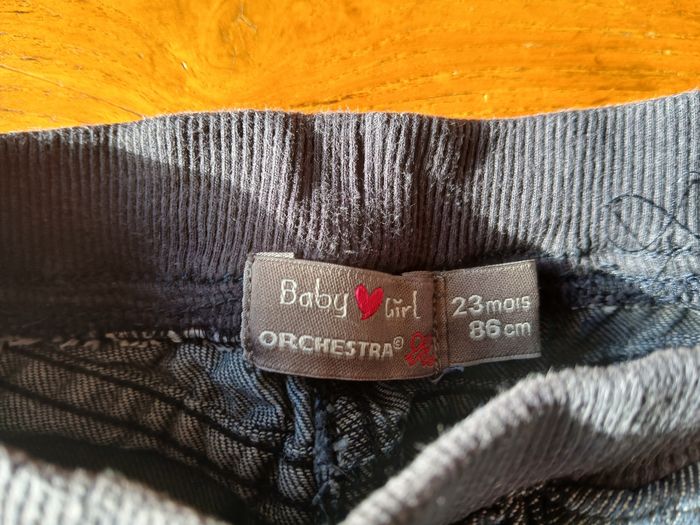 Baby Girl
ORCHESTRA©
23 mois
86 cm